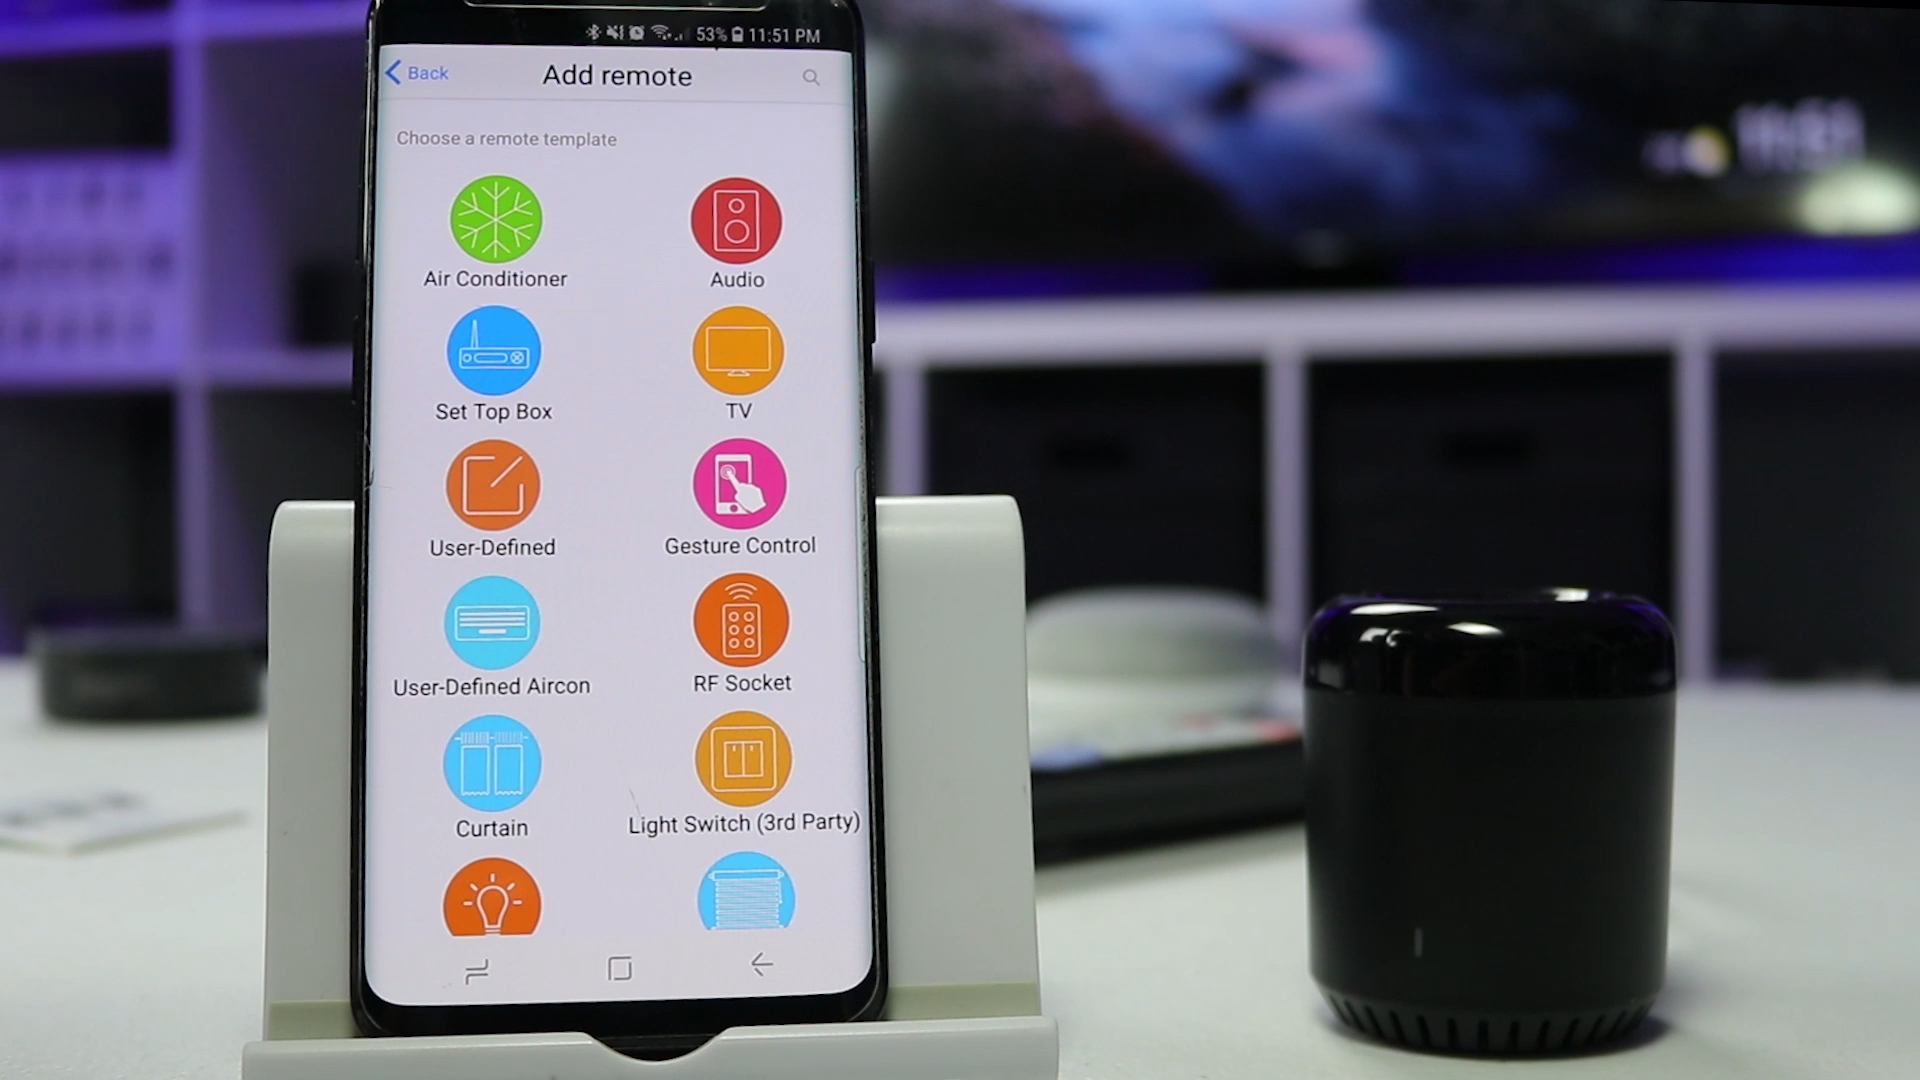 53% 11:51 PM
Back
Add remote
Choose a remote template
Air Conditioner
Audio
Set Top Box
TV
User-Defined
Gesture Control
User-Defined Aircon
RF Socket
Curtain
Light Switch (3rd Party)